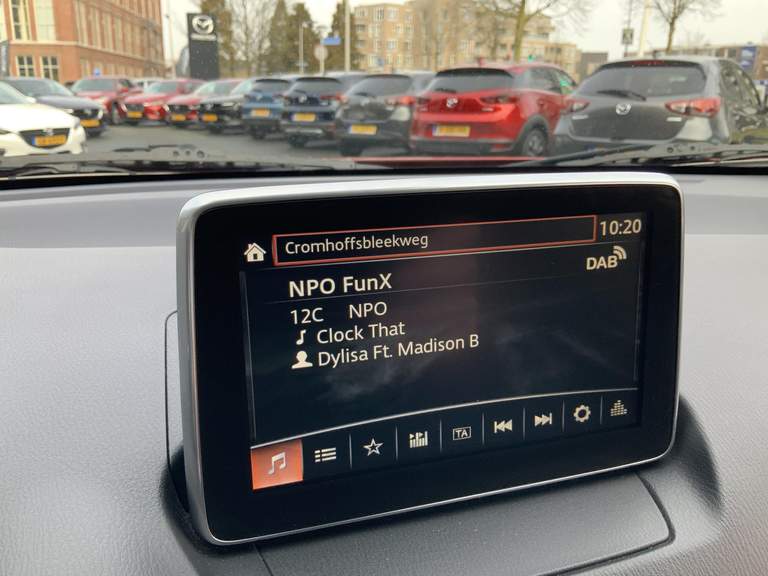 Cromhoffsbleekweg
10:20
DAB
NPO FunX
12C NPO
Clock That
Dylisa Ft. Madison B
TA